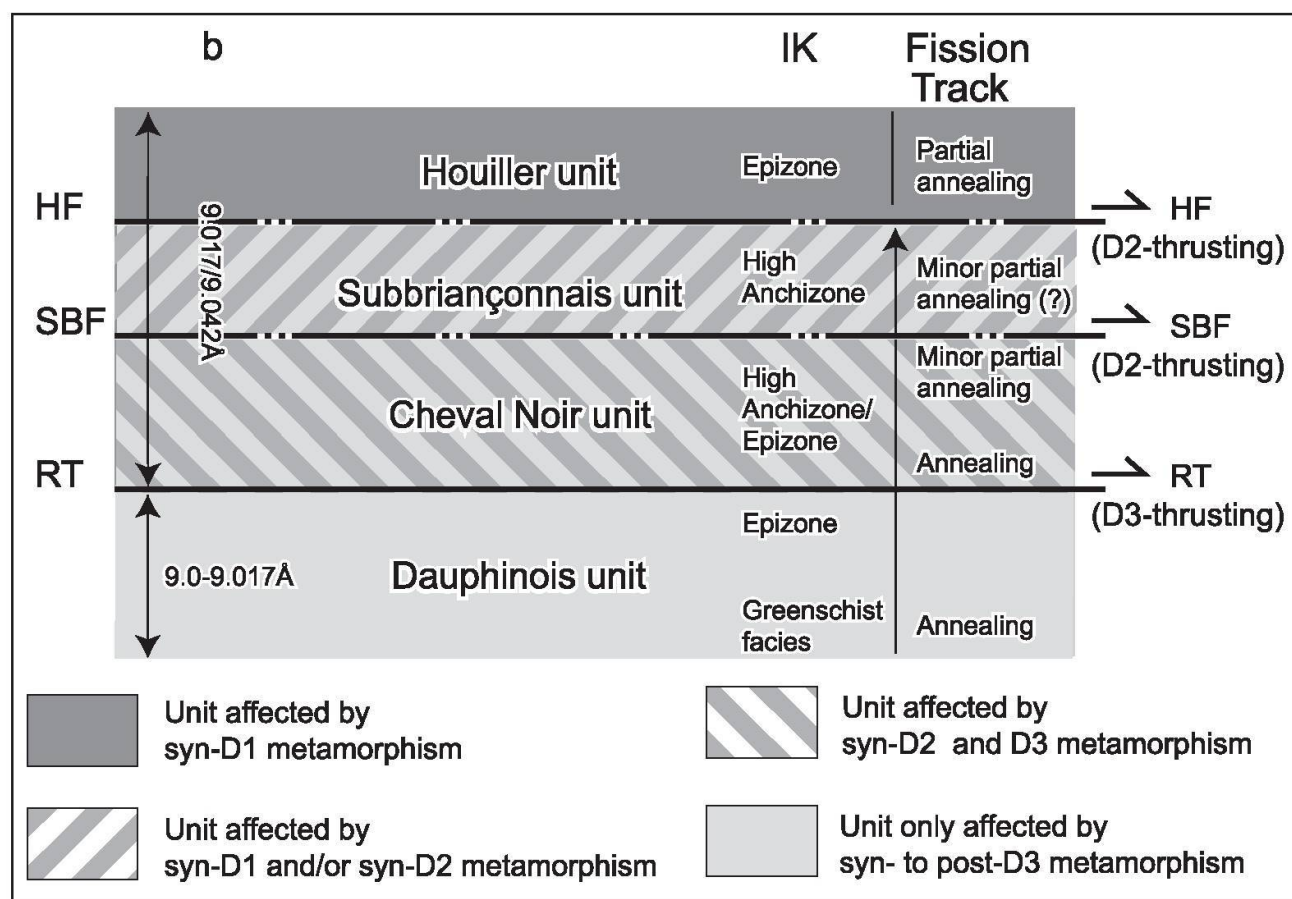 b
IK
Fission
Track
Houiller unit
Epizone
Partial
annealing
HF
HF
(D2-thrusting)
9.017/9.042Å
Subbriançonnais unit
High
Anchizone
Minor partial
annealing (?)
SBF
SBF
(D2-thrusting)
Cheval Noir unit
High
Anchizone/
Epizone
Minor partial
annealing
Annealing
RT
RT
(D3-thrusting)
9.0-9.017Å
Dauphinois unit
Epizone
Greenschist
facies
Annealing
Unit affected by
syn-D1 metamorphism
Unit affected by
syn-D2 and D3 metamorphism
Unit affected by
syn-D1 and/or syn-D2 metamorphism
Unit only affected by
syn- to post-D3 metamorphism